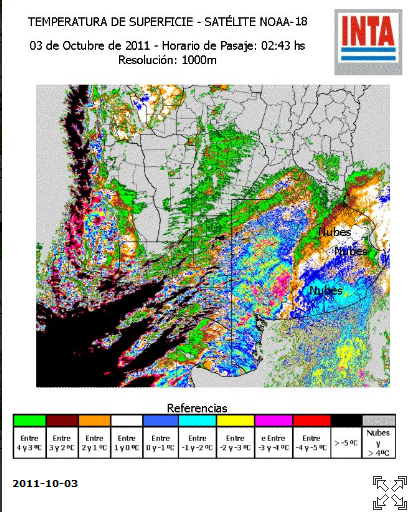 TEMPERATURA DE SUPERFICIE - SATÉLITE NOAA-18
INTA
03 de Octubre de 2011 - Horario de Pasaje: 02:43 hs
Resolución: 1000m
Nubes
Nubes
Nubes
Referencias
Entre 4 y 3 ºC
Entre 3 y 2 ºC
Entre 2 y 1 ºC
Entre 1 y 0 ºC
Entre 0 y -1 ºC
Entre -1 y -2 ºC
Entre -2 y -3 ºC
e Entre -3 y -4 ºC
Entre -4 y -5 ºC
> -5 ºC
Nubes y > 4ºC
2011-10-03